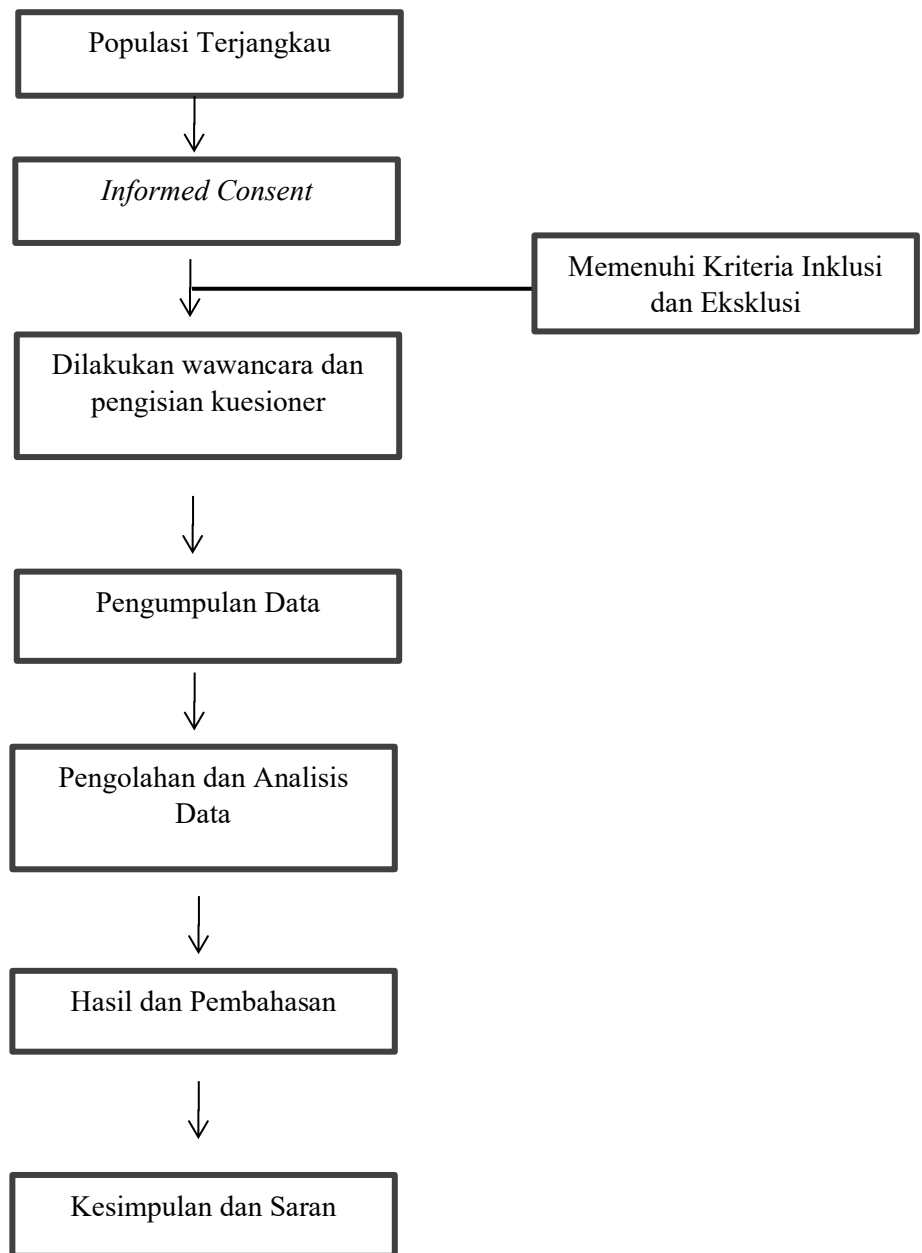 Populasi Terjangkau
Informed Consent
Memenuhi Kriteria Inklusi
dan Eksklusi
Dilakukan wawancara dan
pengisian kuesioner
Pengumpulan Data
Pengolahan dan Analisis
Data
Hasil dan Pembahasan
Kesimpulan dan Saran